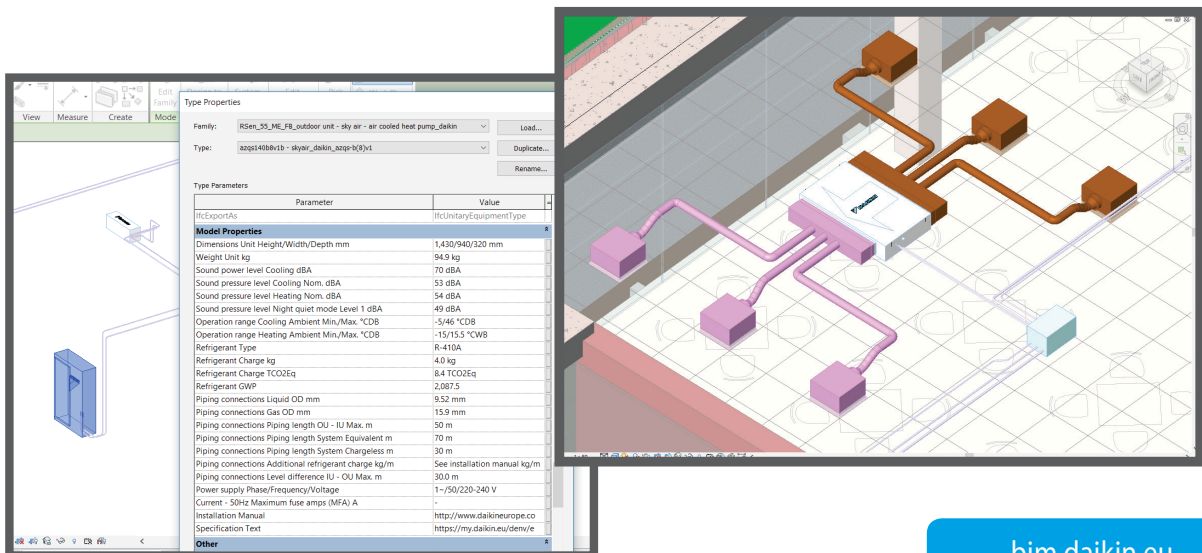 View Measure Create Mode
Edit
Family
Type Properties
Family: RSen_55_ME_FB_outdoor unit - sky air - air cooled heat pump_daikin Load...
Type: azqs140b8v1b - skyair_daikin_azqs-b(8)v1 Duplicate...
Rename...
Type Parameters
Parameter Value
IfcExportAs IfcUnitaryEquipmentType
Model Properties
Dimensions Unit Height/Width/Depth mm 1,430/940/320 mm
Weight Unit kg 94.9 kg
Sound power level Cooling dBA 70 dBA
Sound pressure level Cooling Nom. dBA 53 dBA
Sound pressure level Heating Nom. dBA 54 dBA
Sound pressure level Night quiet mode Level 1 dBA 49 dBA
Operation range Cooling Ambient Min./Max. °CDB -5/46 °CDB
Operation range Heating Ambient Min./Max. °CWB -15/15.5 °CWB
Refrigerant Type R-410A
Refrigerant Charge kg 4.0 kg
Refrigerant Charge TCO2Eq 8.4 TCO2Eq
Refrigerant GWP 2,087.5
Piping connections Liquid OD mm 9.52 mm
Piping connections Gas OD mm 15.9 mm
Piping connections Piping length OU - IU Max. m 50 m
Piping connections Piping length System Equivalent m 70 m
Piping connections Piping length System Chargeless m 30 m
Piping connections Additional refrigerant charge kg/m See installation manual kg/m
Piping connections Level difference IU - OU Max. m 30.0 m
Power supply Phase/Frequency/Voltage 1~/50/220-240 V
Current - 50Hz Maximum fuse amps (MFA) A -
Installation Manual http://www.daikineurope.co
Specification Text https://my.daikin.eu/denv/e
Other
bim.daikin.eu